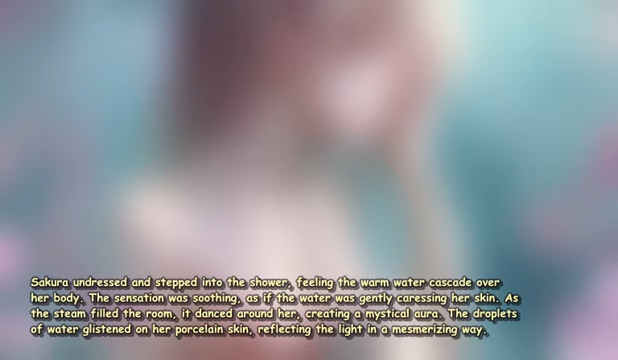 Sakura undressed and stepped into the shower, feeling the warm water cascade over
her body. The sensation was soothing, as if the water was gently caressing her skin. As
the steam filled the room, it danced around her, creating a mystical aura. The droplets
of water glistened on her porcelain skin, reflecting the light in a mesmerizing way.